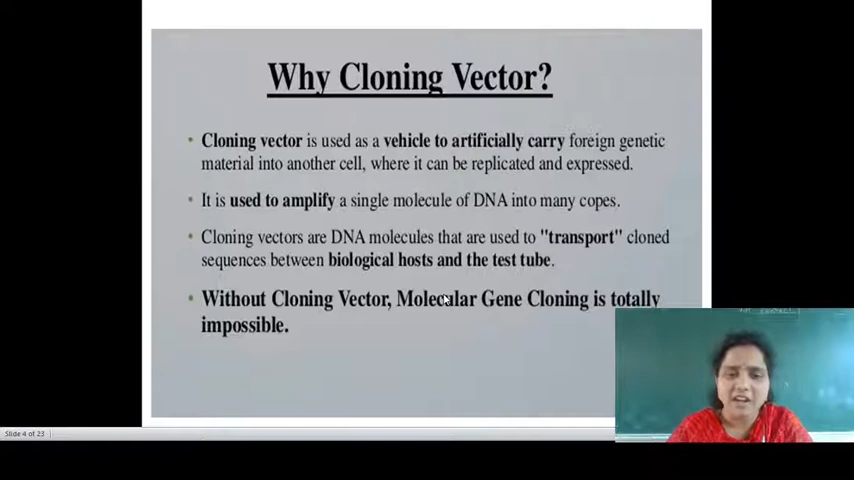 Why Cloning Vector?
• Cloning vector is used as a vehicle to artificially carry foreign genetic
material into another cell, where it can be replicated and expressed.
• It is used to amplify a single molecule of DNA into many copes.
• Cloning vectors are DNA molecules that are used to "transport" cloned
sequences between biological hosts and the test tube.
• Without Cloning Vector, Molecular Gene Cloning is totally
impossible.
Slide 4 of 23